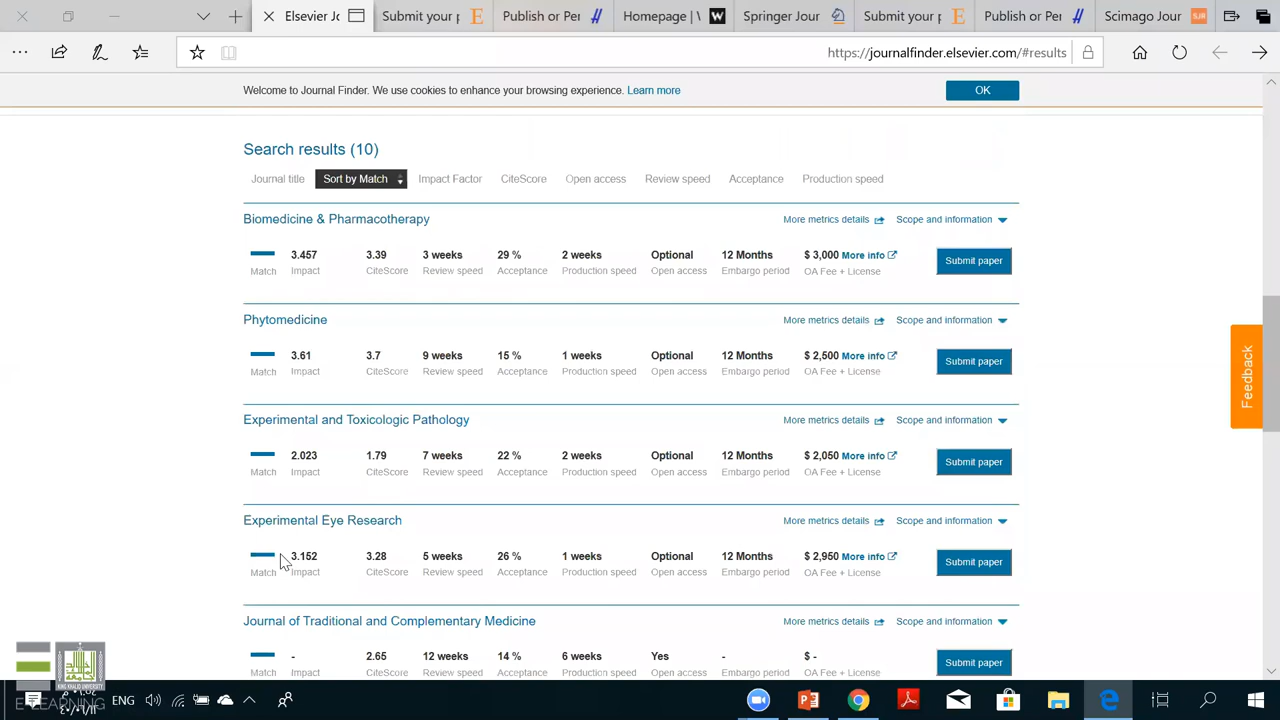 Elsevier Jo
Submit your p
Publish or Per
Homepage | W
Springer Jour
Submit your p
Publish or Per
Scimago Jour
https://journalfinder.elsevier.com/#results
Welcome to Journal Finder. We use cookies to enhance your browsing experience. Learn more
OK
Search results (10)
Journal title Sort by Match Impact Factor CiteScore Open access Review speed Acceptance Production speed
Biomedicine & Pharmacotherapy More metrics details Scope and information
3.457 3.39 3 weeks 29 % 2 weeks Optional 12 Months $ 3,000 More info Submit paper
Match Impact CiteScore Review speed Acceptance Production speed Open access Embargo period OA Fee + License
Phytomedicine More metrics details Scope and information
3.61 3.7 9 weeks 15 % 1 weeks Optional 12 Months $ 2,500 More info Submit paper
Match Impact CiteScore Review speed Acceptance Production speed Open access Embargo period OA Fee + License
Experimental and Toxicologic Pathology More metrics details Scope and information
2.023 1.79 7 weeks 22 % 2 weeks Optional 12 Months $ 2,050 More info Submit paper
Match Impact CiteScore Review speed Acceptance Production speed Open access Embargo period OA Fee + License
Experimental Eye Research More metrics details Scope and information
3.152 3.28 5 weeks 26 % 1 weeks Optional 12 Months $ 2,950 More info Submit paper
Match Impact CiteScore Review speed Acceptance Production speed Open access Embargo period OA Fee + License
Journal of Traditional and Complementary Medicine More metrics details Scope and information
- 2.65 12 weeks 14 % 6 weeks Yes - $ - Submit paper
Match Impact CiteScore Review speed Acceptance Production speed Open access Embargo period OA Fee + License
Feedback
KING KHALID UNIVERSITY
E-LEARNING
ENG